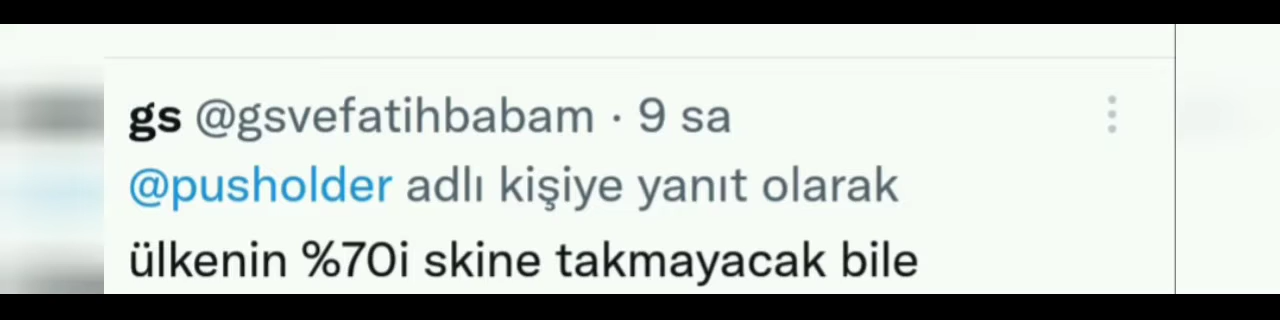 gs @gsvefatihbabam · 9 sa
@pusholder adlı kişiye yanıt olarak
ülkenin %70i skine takmayacak bile